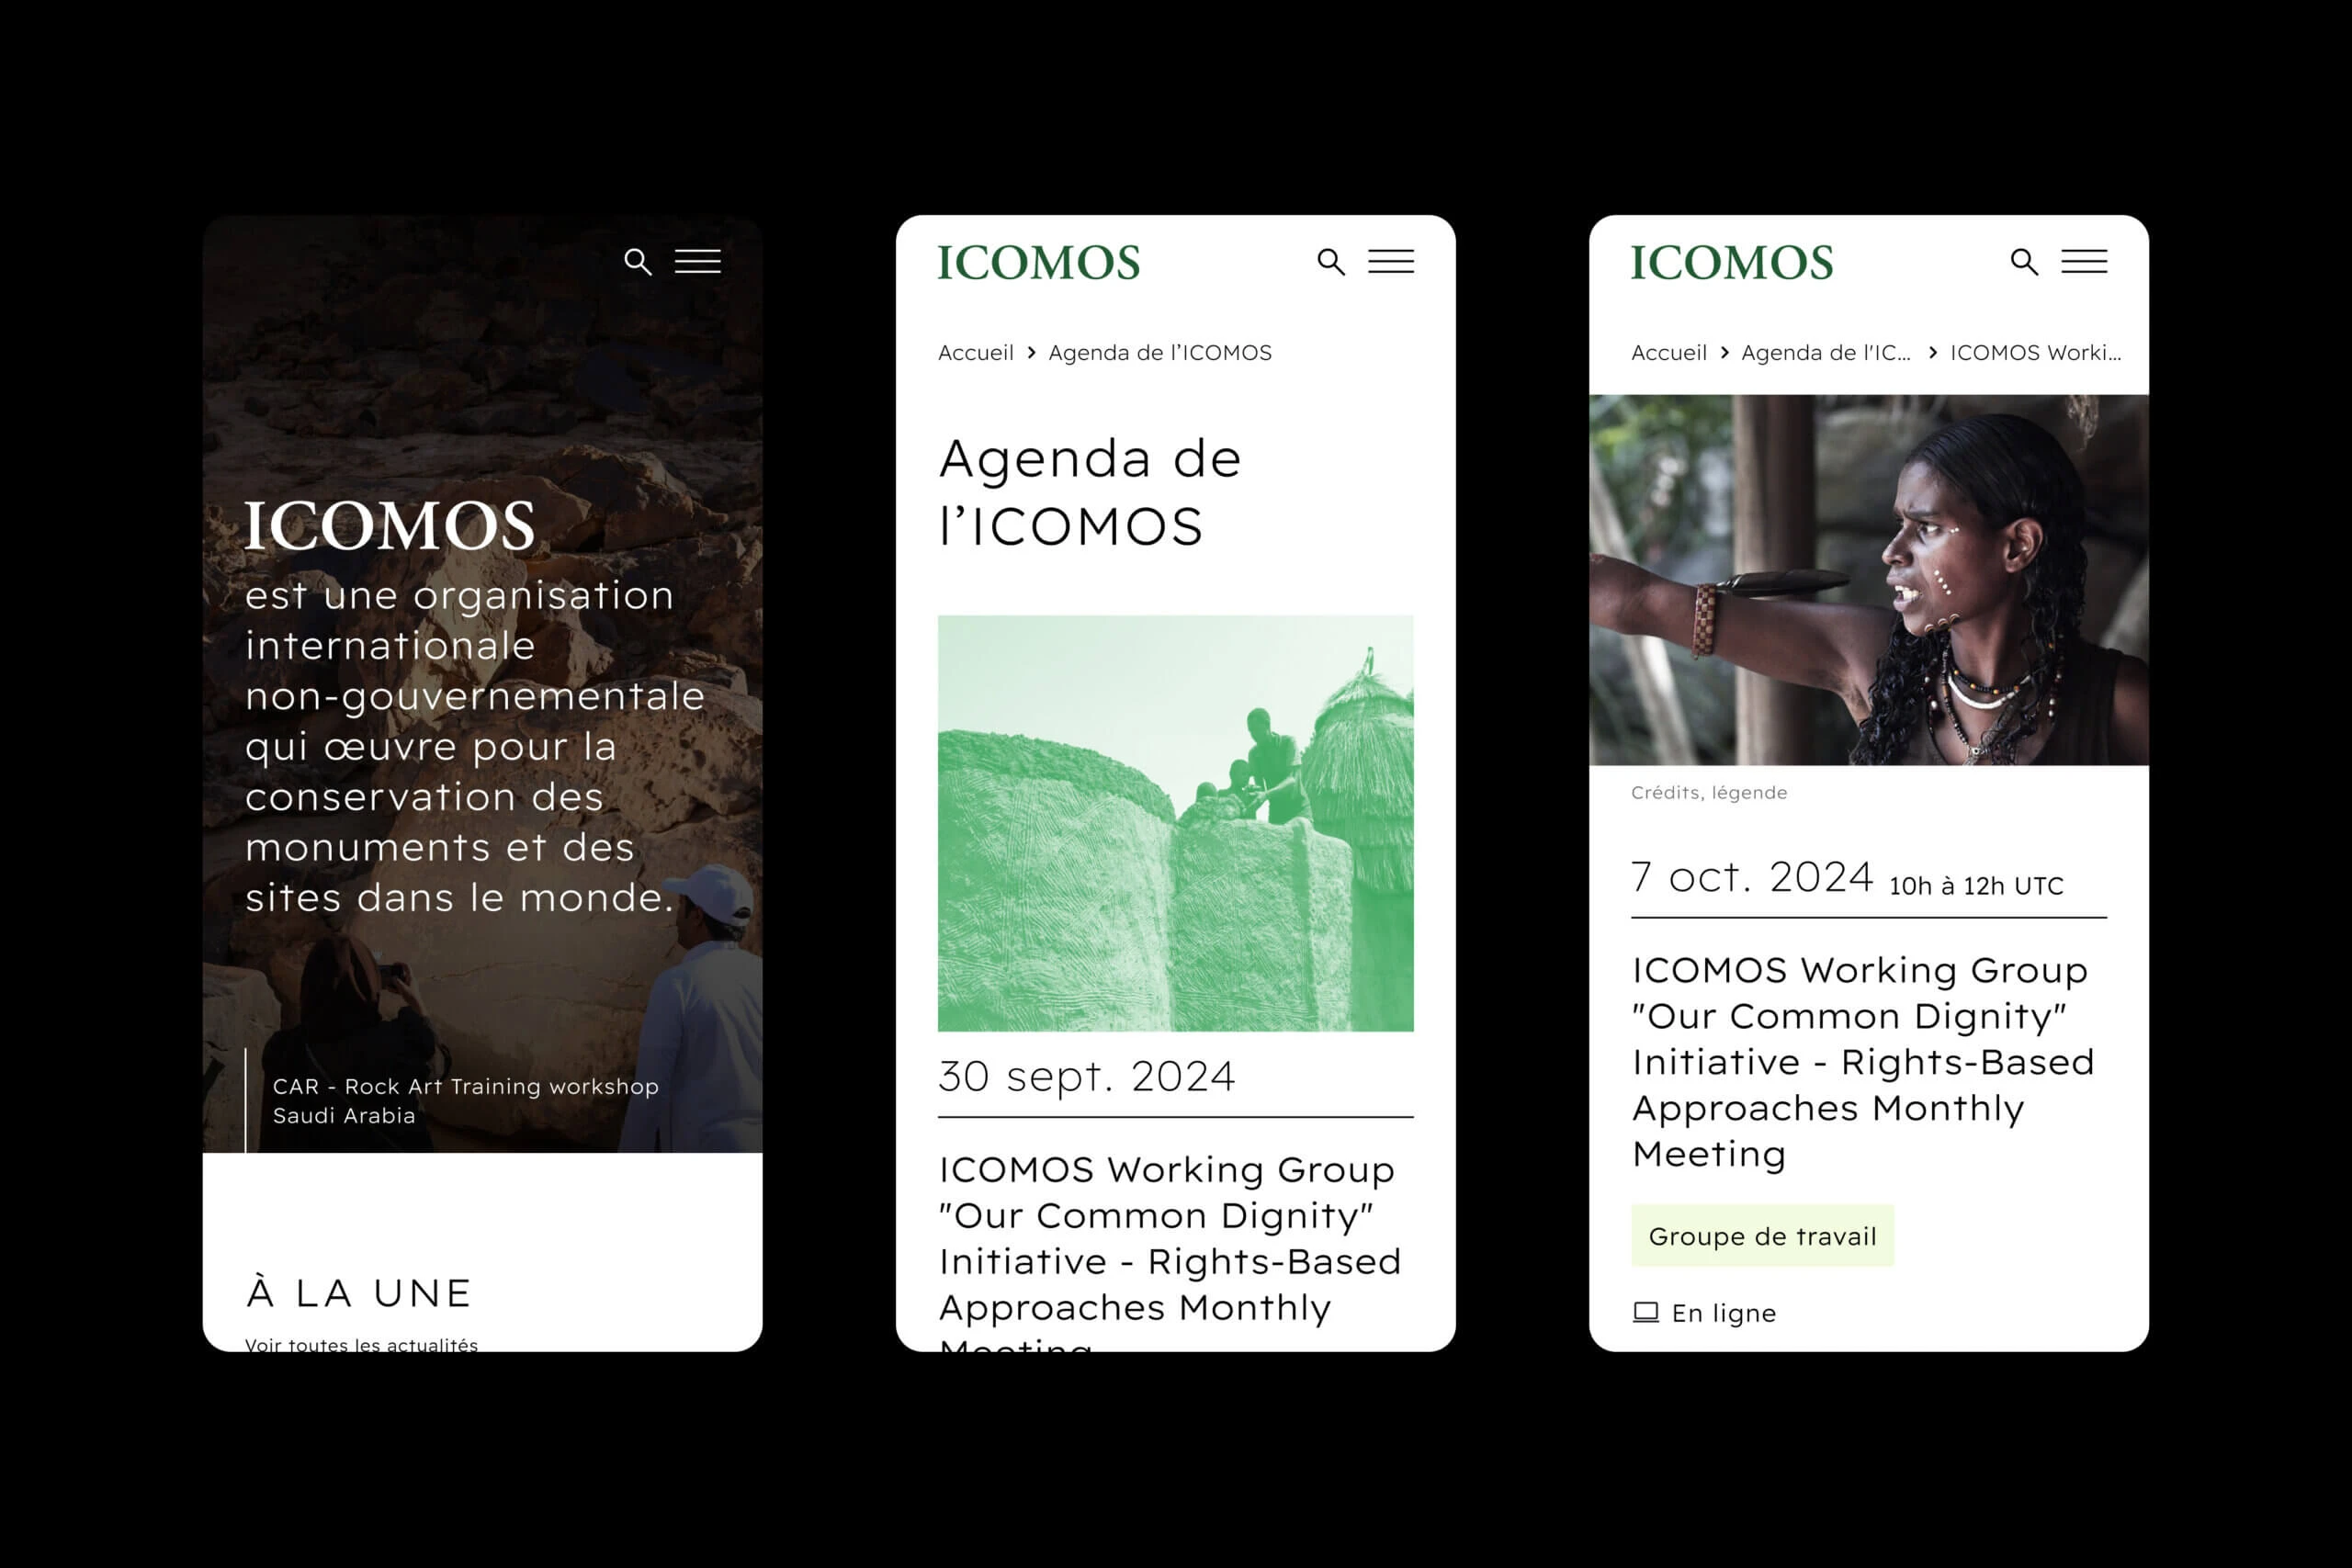 ICOMOS
est une organisation
internationale
non-gouvernementale
qui œuvre pour la
conservation des
monuments et des
sites dans le monde.
CAR - Rock Art Training workshop
Saudi Arabia
À LA UNE
Voir toutes les actualités
ICOMOS
Accueil > Agenda de l’ICOMOS
Agenda de
l’ICOMOS
30 sept. 2024
ICOMOS Working Group
"Our Common Dignity"
Initiative - Rights-Based
Approaches Monthly
Meeting
ICOMOS
Accueil > Agenda de l'IC... > ICOMOS Worki...
Crédits, légende
7 oct. 2024 10h à 12h UTC
ICOMOS Working Group
"Our Common Dignity"
Initiative - Rights-Based
Approaches Monthly
Meeting
Groupe de travail
En ligne